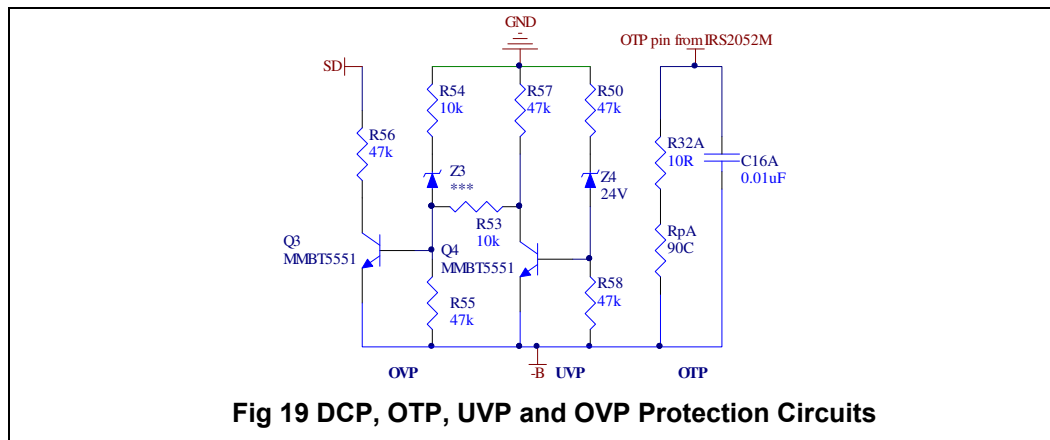 GND
OTP pin from IRS2052M
SD
R54
10k
R57
47k
R50
47k
R56
47k
R32A
10R
C16A
0.01uF
Z3
***
Z4
24V
R53
10k
RpA
90C
Q3
MMBT5551
Q4
MMBT5551
R55
47k
R58
47k
OVP
-B
UVP
OTP
Fig 19 DCP, OTP, UVP and OVP Protection Circuits